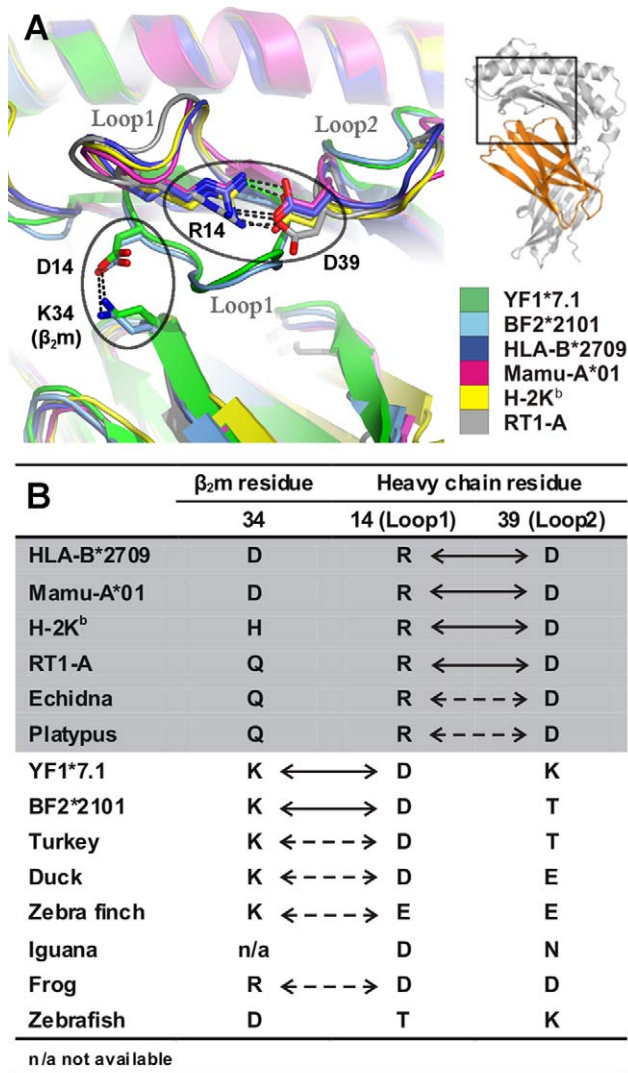 A
Loop1
Loop2
R14
D14
D39
Loop1
K34
(β₂m)
YF1*7.1
BF2*2101
HLA-B*2709
Mamu-A*01
H-2Kᵇ
RT1-A
B
β₂m residue Heavy chain residue
34 14 (Loop1) 39 (Loop2)
HLA-B*2709 D R ⟷ D
Mamu-A*01 D R ⟷ D
H-2Kᵇ H R ⟷ D
RT1-A Q R ⟷ D
Echidna Q R <– –> D
Platypus Q R <– –> D
YF1*7.1 K ⟷ D K
BF2*2101 K ⟷ D T
Turkey K <– –> D T
Duck K <– –> D E
Zebra finch K <– –> E E
Iguana n/a D N
Frog R <– –> D D
Zebrafish D T K
n/a not available